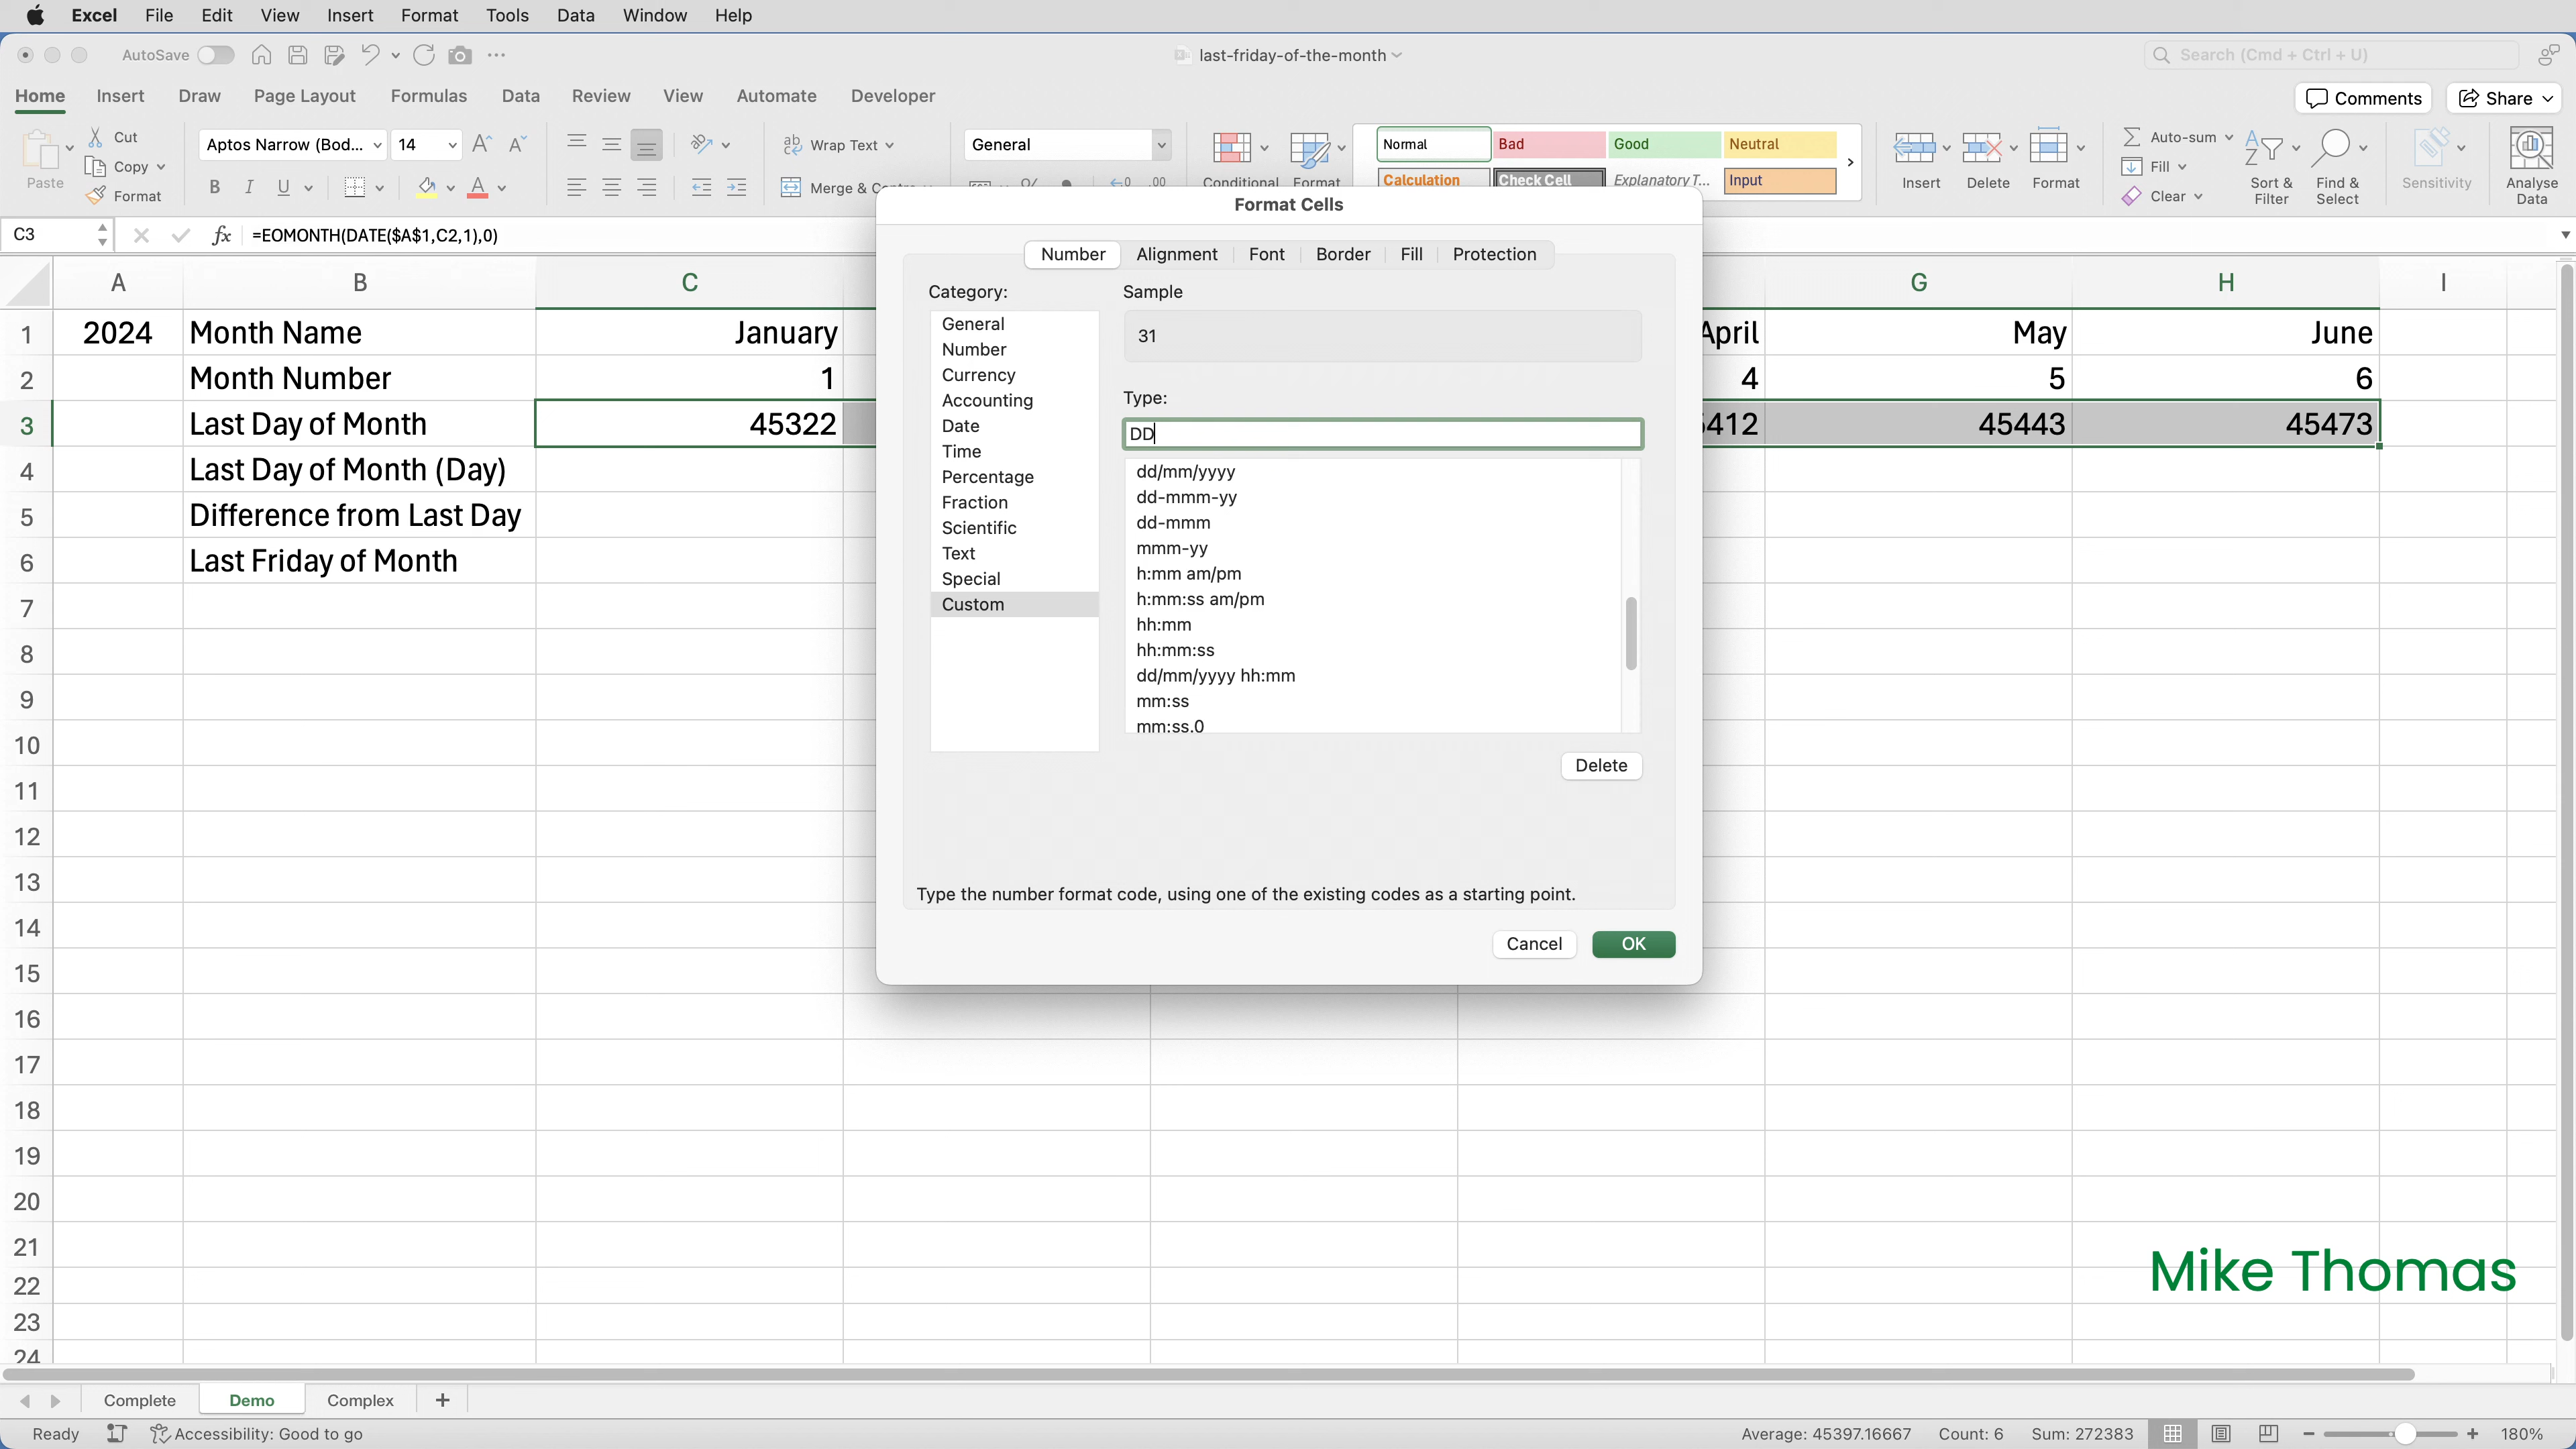 Excel File Edit View Insert Format Tools Data Window Help
AutoSave last-friday-of-the-month Search (Cmd + Ctrl + U)
Home Insert Draw Page Layout Formulas Data Review View Automate Developer Comments Share
Paste Cut Copy Format
Aptos Narrow (Bod... 14
B I U
Wrap Text
Merge &
General
Conditional Format
Normal Bad Good Neutral
Calculation Check Cell Explanatory T... Input
Insert Delete Format
Auto-sum Fill Clear
Sort & Filter
Find & Select
Sensitivity
Analyse Data
C3 fx =EOMONTH(DATE($A$1,C2,1),0)
A B C G H I
1 2024 Month Name January April May June
2 Month Number 1 4 5 6
3 Last Day of Month 45322 412 45443 45473
4 Last Day of Month (Day)
5 Difference from Last Day
6 Last Friday of Month
7
8
9
10
11
12
13
14
15
16
17
18
19
20
21
22
23
24
Format Cells
Number Alignment Font Border Fill Protection
Category:
General
Number
Currency
Accounting
Date
Time
Percentage
Fraction
Scientific
Text
Special
Custom
Sample
31
Type:
DD
dd/mm/yyyy
dd-mmm-yy
dd-mmm
mmm-yy
h:mm am/pm
h:mm:ss am/pm
hh:mm
hh:mm:ss
dd/mm/yyyy hh:mm
mm:ss
mm:ss.0
Delete
Type the number format code, using one of the existing codes as a starting point.
Cancel OK
Mike Thomas
Complete Demo Complex +
Ready Accessibility: Good to go Average: 45397.16667 Count: 6 Sum: 272383 180%